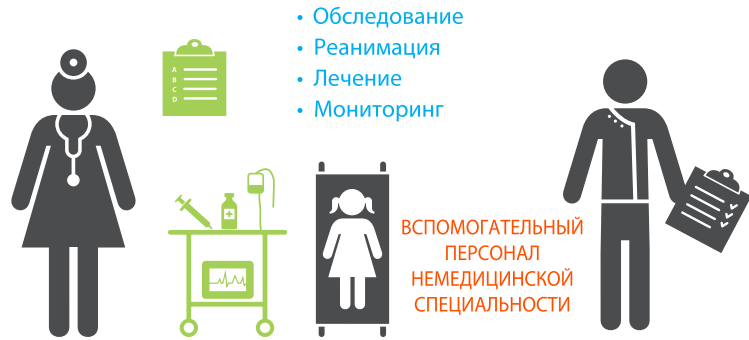 • Обследование
• Реанимация
• Лечение
• Мониторинг
A
B
C
D
ВСПОМОГАТЕЛЬНЫЙ
ПЕРСОНАЛ
НЕМЕДИЦИНСКОЙ
СПЕЦИАЛЬНОСТИ